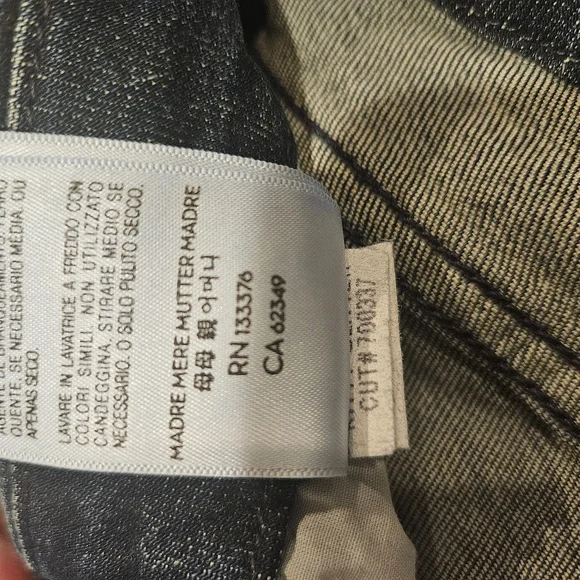 QUENTE, SE NECESSÁRIO MÉDIA, OU
APENAS SECO.
LAVARE IN LAVATRICE A FREDDO CON
COLORI SIMILI. NON UTILIZZATO
CANDEGGINA, STIRARE MEDIO SE
NECESSARIO. O SOLO PULITO SECCO.
MADRE MERE MUTTER MADRE
母母 親 어머니
RN 133376
CA 62349
CUT# 700337